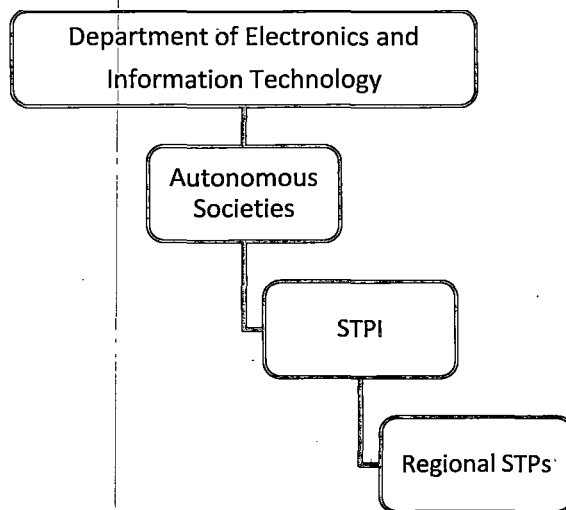 Department of Electronics and
Information Technology
Autonomous
Societies
STPI
Regional STPs